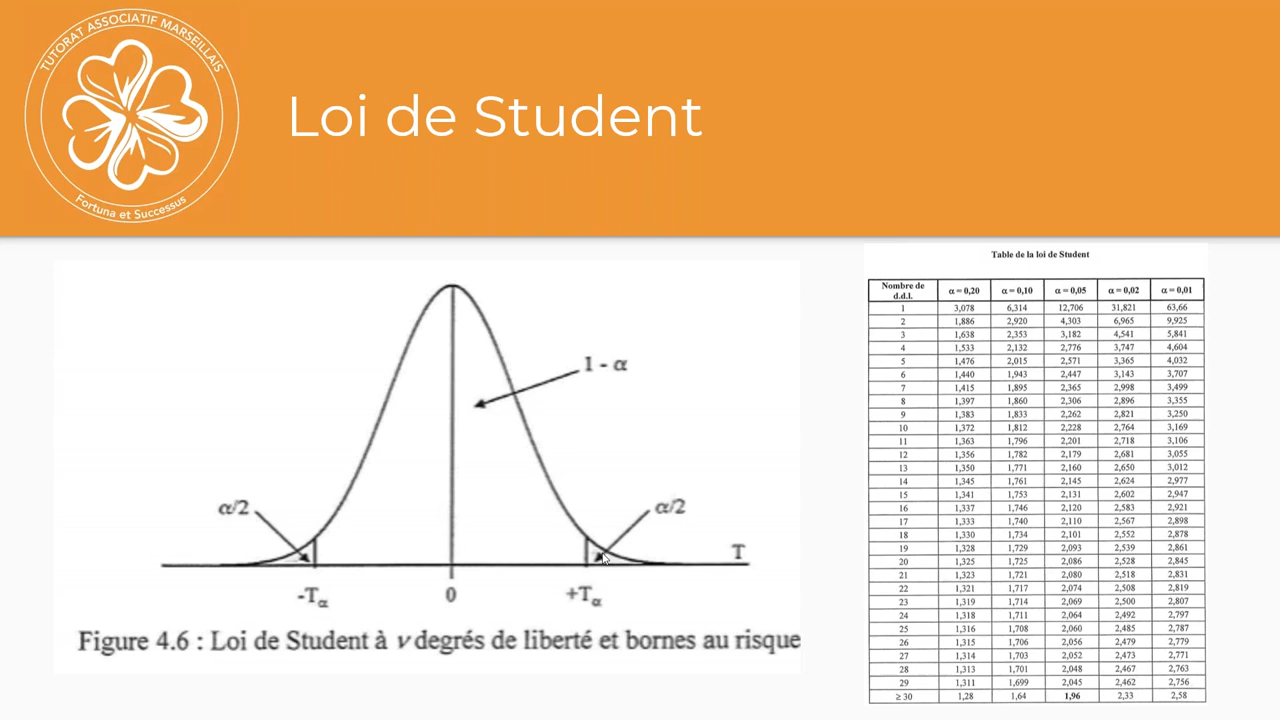 TUTORAT ASSOCIATIF MARSEILLAIS
Fortuna et Successus
Loi de Student
1 - α
α/2
α/2
T
-Tα
0
+Tα
Figure 4.6 : Loi de Student à ν degrés de liberté et bornes au risque
Table de la loi de Student
Nombre de d.d.l. α = 0,20 α = 0,10 α = 0,05 α = 0,02 α = 0,01
1 3,078 6,314 12,706 31,821 63,66
2 1,886 2,920 4,303 6,965 9,925
3 1,638 2,353 3,182 4,541 5,841
4 1,533 2,132 2,776 3,747 4,604
5 1,476 2,015 2,571 3,365 4,032
6 1,440 1,943 2,447 3,143 3,707
7 1,415 1,895 2,365 2,998 3,499
8 1,397 1,860 2,306 2,896 3,355
9 1,383 1,833 2,262 2,821 3,250
10 1,372 1,812 2,228 2,764 3,169
11 1,363 1,796 2,201 2,718 3,106
12 1,356 1,782 2,179 2,681 3,055
13 1,350 1,771 2,160 2,650 3,012
14 1,345 1,761 2,145 2,624 2,977
15 1,341 1,753 2,131 2,602 2,947
16 1,337 1,746 2,120 2,583 2,921
17 1,333 1,740 2,110 2,567 2,898
18 1,330 1,734 2,101 2,552 2,878
19 1,328 1,729 2,093 2,539 2,861
20 1,325 1,725 2,086 2,528 2,845
21 1,323 1,721 2,080 2,518 2,831
22 1,321 1,717 2,074 2,508 2,819
23 1,319 1,714 2,069 2,500 2,807
24 1,318 1,711 2,064 2,492 2,797
25 1,316 1,708 2,060 2,485 2,787
26 1,315 1,706 2,056 2,479 2,779
27 1,314 1,703 2,052 2,473 2,771
28 1,313 1,701 2,048 2,467 2,763
29 1,311 1,699 2,045 2,462 2,756
≥ 30 1,28 1,64 1,96 2,33 2,58